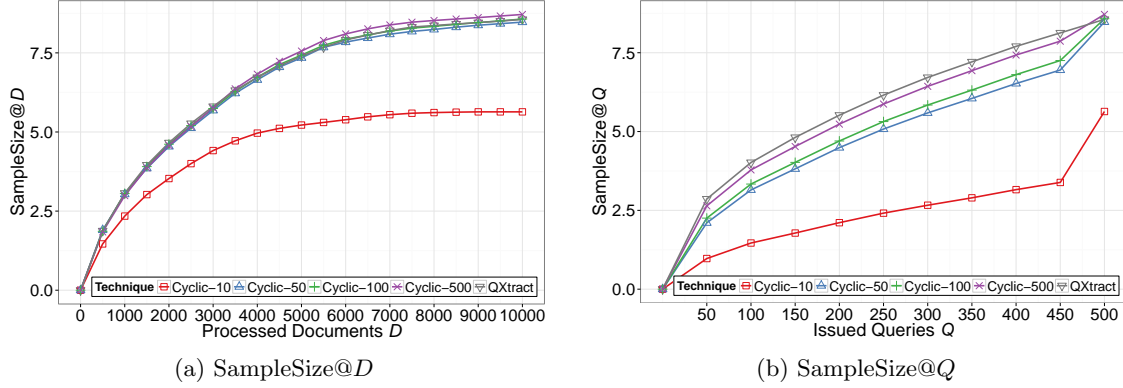 SampleSize@D
7.5
5.0
2.5
0.0
Technique Cyclic-10 Cyclic-50 Cyclic-100 Cyclic-500 QXtract
0 1000 2000 3000 4000 5000 6000 7000 8000 9000 10000
Processed Documents D
(a) SampleSize@D
SampleSize@Q
7.5
5.0
2.5
0.0
Technique Cyclic-10 Cyclic-50 Cyclic-100 Cyclic-500 QXtract
50 100 150 200 250 300 350 400 450 500
Issued Queries Q
(b) SampleSize@Q